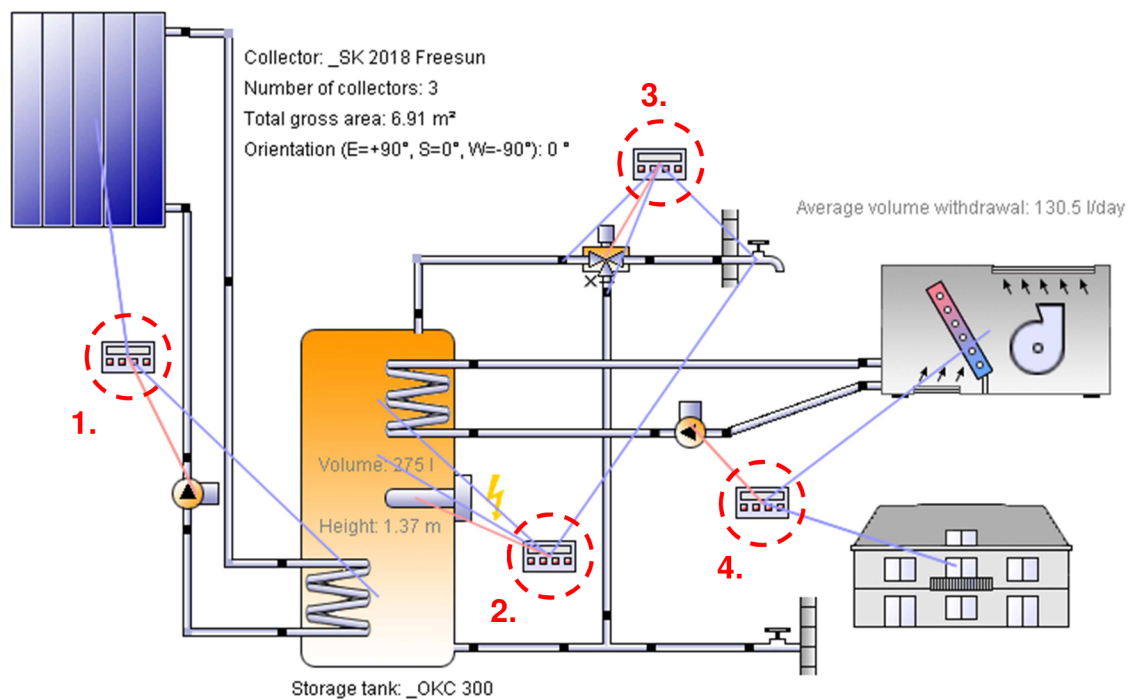 Collector: _SK 2018 Freesun
Number of collectors: 3
Total gross area: 6.91 m²
Orientation (E=+90°, S=0°, W=-90°): 0 °
3.
Average volume withdrawal: 130.5 l/day
1.
Volume: 275 l
Height: 1.37 m
2.
4.
Storage tank: _OKC 300